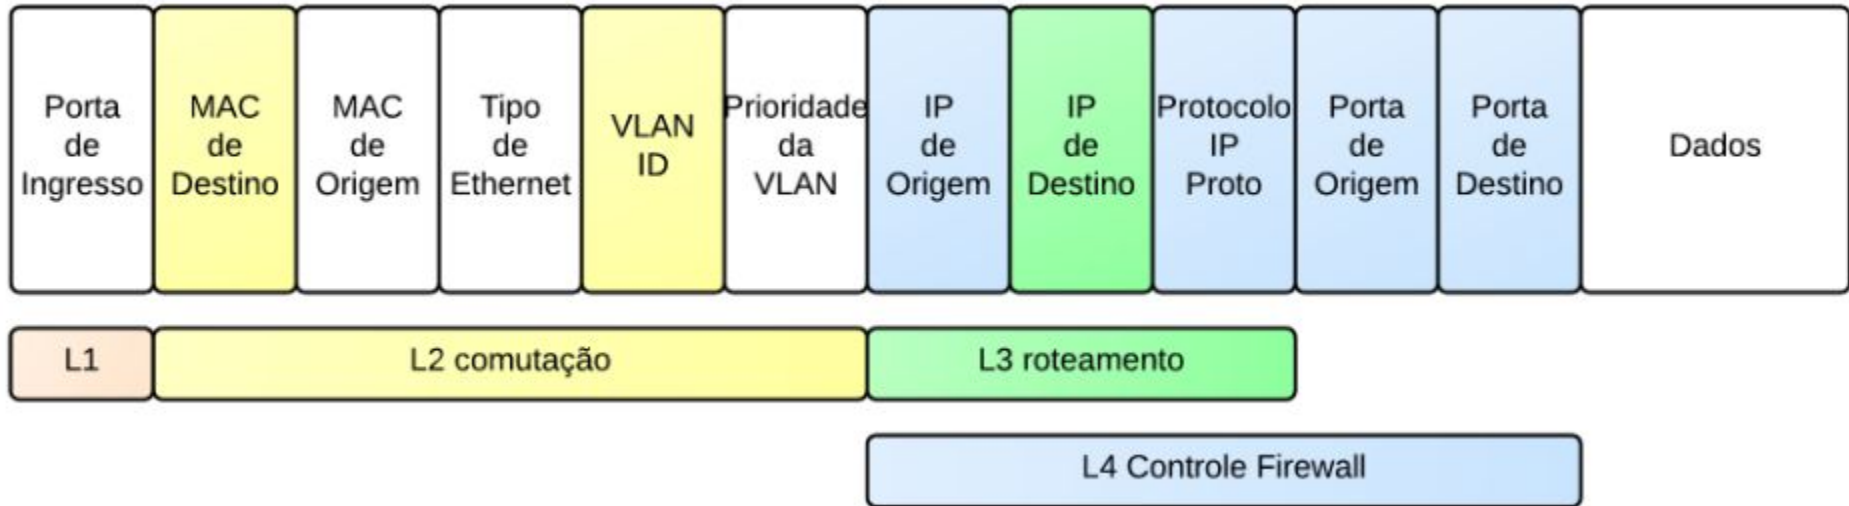 Porta
de
Ingresso
MAC
de
Destino
MAC
de
Origem
Tipo
de
Ethernet
VLAN
ID
Prioridade
da
VLAN
IP
de
Origem
IP
de
Destino
Protocolo
IP
Proto
Porta
de
Origem
Porta
de
Destino
Dados
L1
L2 comutação
L3 roteamento
L4 Controle Firewall